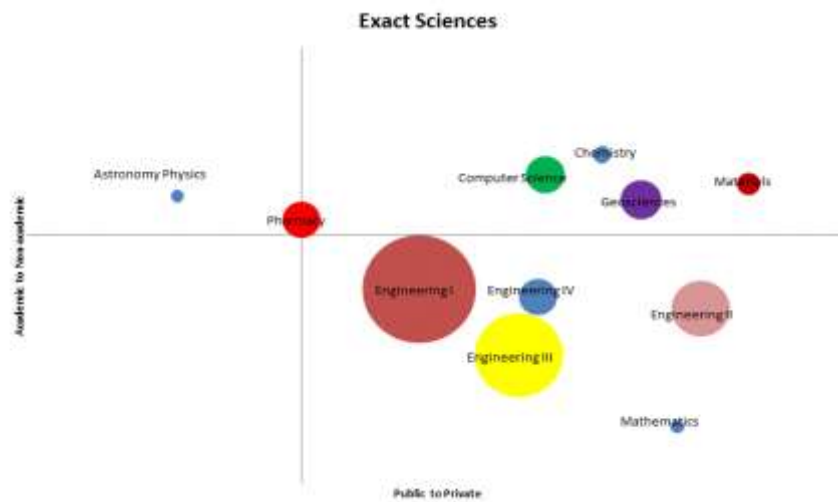 Exact Sciences
Chemistry
Astronomy Physics
Computer Science
Materials
Geosciences
Pharmacy
Academic to Non-academic
Engineering I
Engineering IV
Engineering II
Engineering III
Mathematics
Public to Private